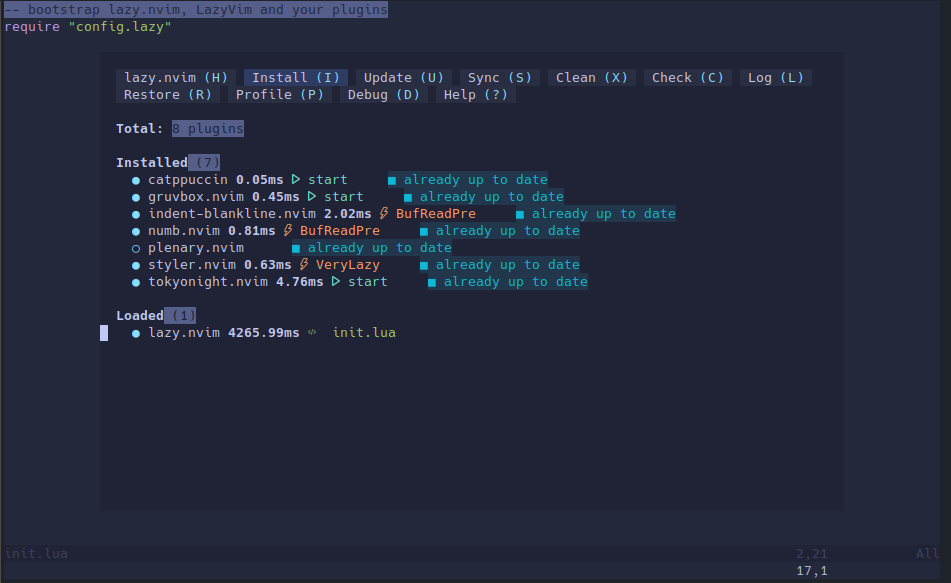 -- bootstrap lazy.nvim, LazyVim and your plugins
require "config.lazy"
lazy.nvim (H) Install (I) Update (U) Sync (S) Clean (X) Check (C) Log (L)
Restore (R) Profile (P) Debug (D) Help (?)
Total: 8 plugins
Installed (7)
● catppuccin 0.05ms ▷ start ■ already up to date
● gruvbox.nvim 0.45ms ▷ start ■ already up to date
● indent-blankline.nvim 2.02ms ⚡ BufReadPre ■ already up to date
● numb.nvim 0.81ms ⚡ BufReadPre ■ already up to date
○ plenary.nvim ■ already up to date
● styler.nvim 0.63ms ⚡ VeryLazy ■ already up to date
● tokyonight.nvim 4.76ms ▷ start ■ already up to date
Loaded (1)
● lazy.nvim 4265.99ms </> init.lua
init.lua 2,21 All
17,1